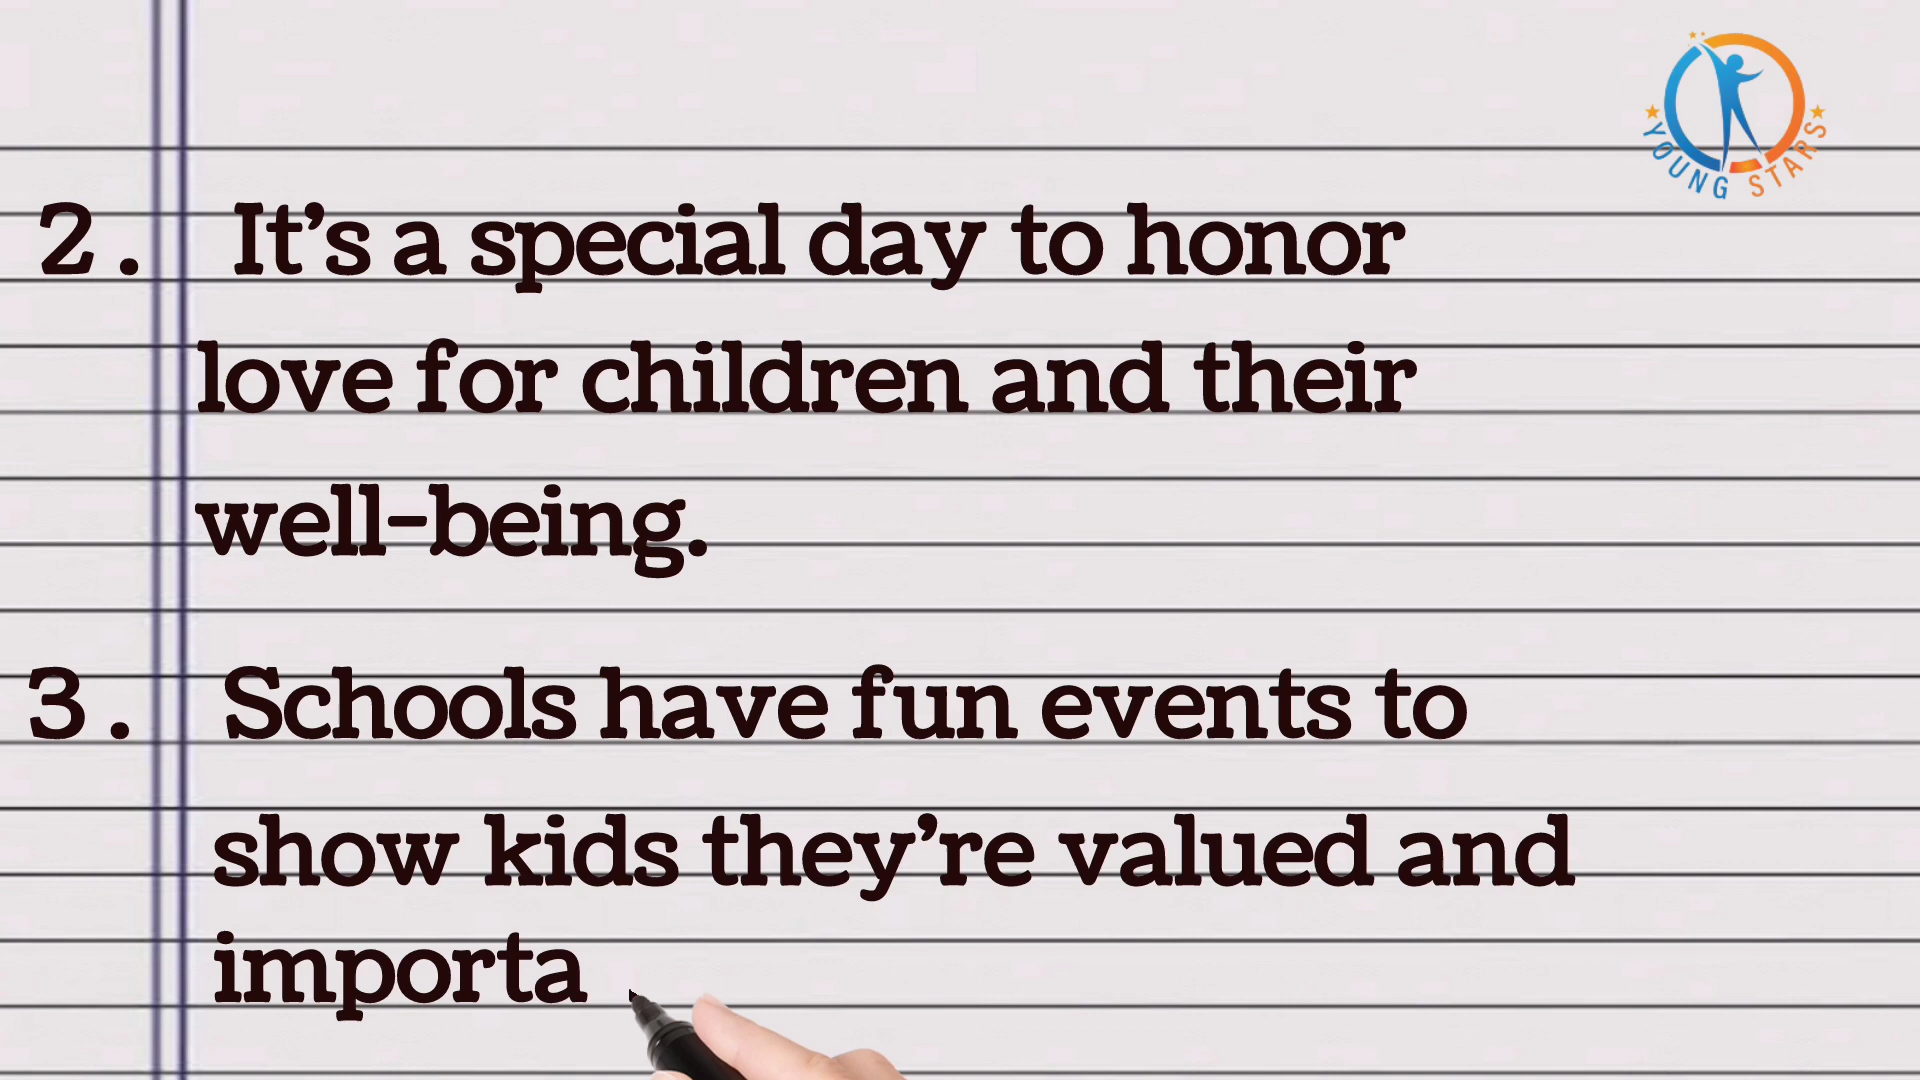 YOUNG STARS
2. It's a special day to honor
love for children and their
well-being.
3. Schools have fun events to
show kids they're valued and
importa